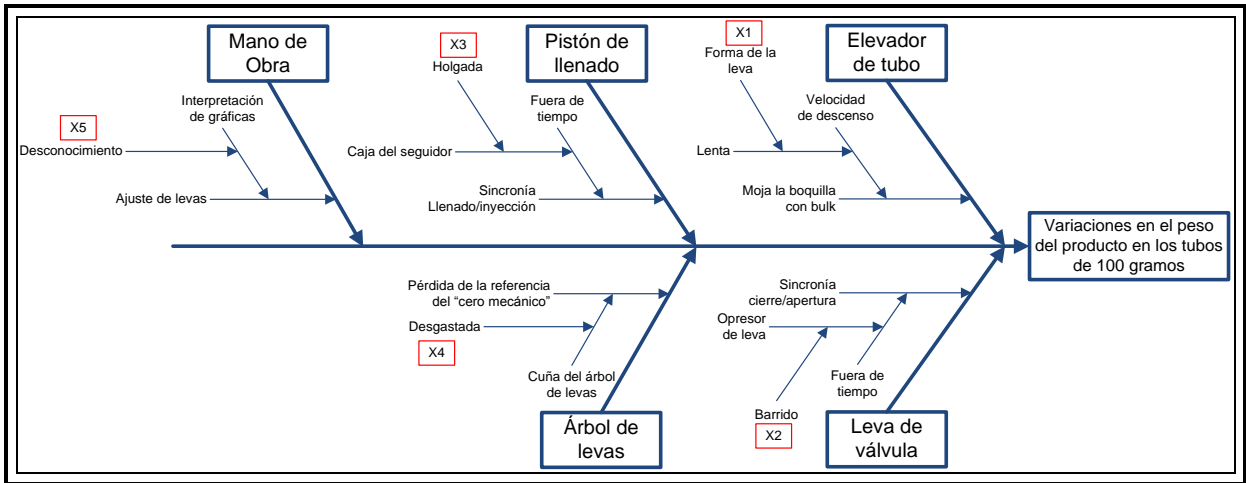 Mano de
Obra
Pistón de
llenado
Elevador
de tubo
X5
Desconocimiento
Interpretación
de gráficas
Ajuste de levas
X3
Holgada
Fuera de
tiempo
Caja del seguidor
Sincronía
Llenado/inyección
X1
Forma de la
leva
Velocidad
de descenso
Lenta
Moja la boquilla
con bulk
Variaciones en el peso
del producto en los tubos
de 100 gramos
Pérdida de la referencia
del “cero mecánico”
Desgastada
X4
Cuña del árbol
de levas
Árbol de
levas
Sincronía
cierre/apertura
Opresor
de leva
Fuera de
tiempo
Barrido
X2
Leva de
válvula